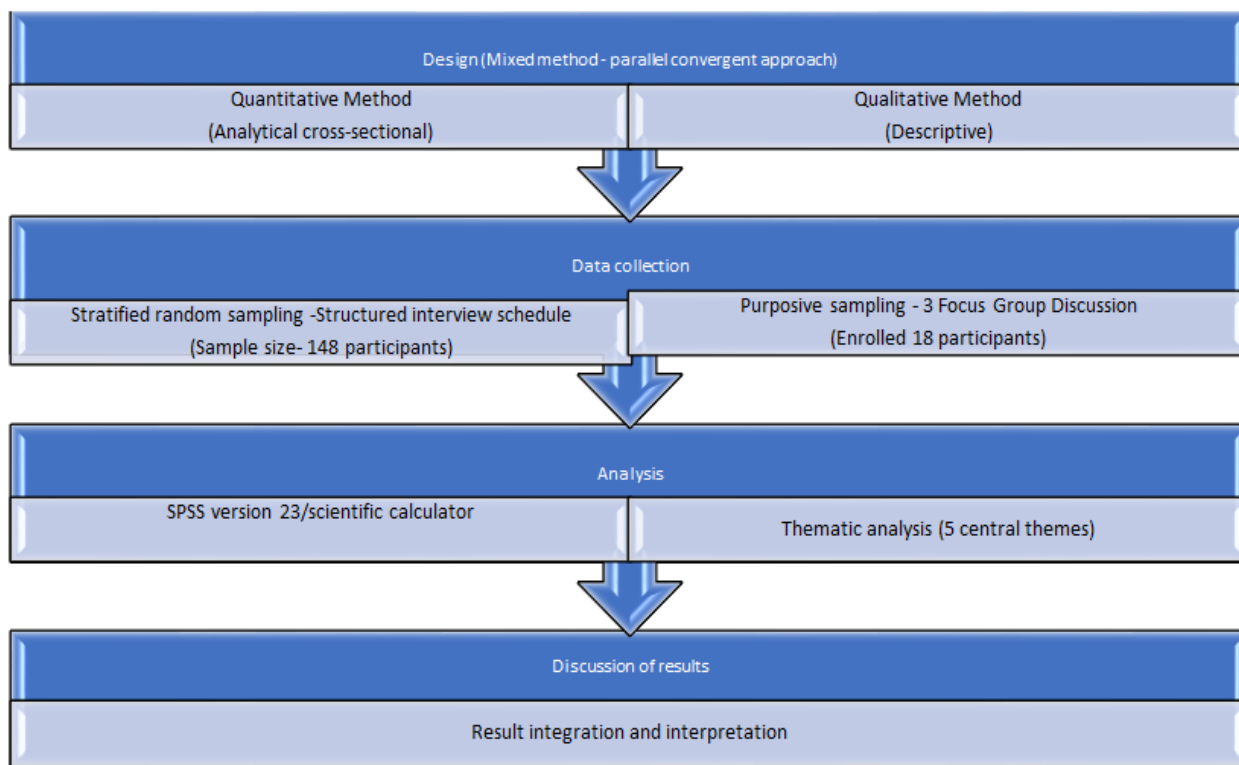 Design (Mixed method - parallel convergent approach)
Quantitative Method
(Analytical cross-sectional)
Qualitative Method
(Descriptive)
Data collection
Stratified random sampling -Structured interview schedule
(Sample size- 148 participants)
Purposive sampling - 3 Focus Group Discussion
(Enrolled 18 participants)
Analysis
SPSS version 23/scientific calculator
Thematic analysis (5 central themes)
Discussion of results
Result integration and interpretation